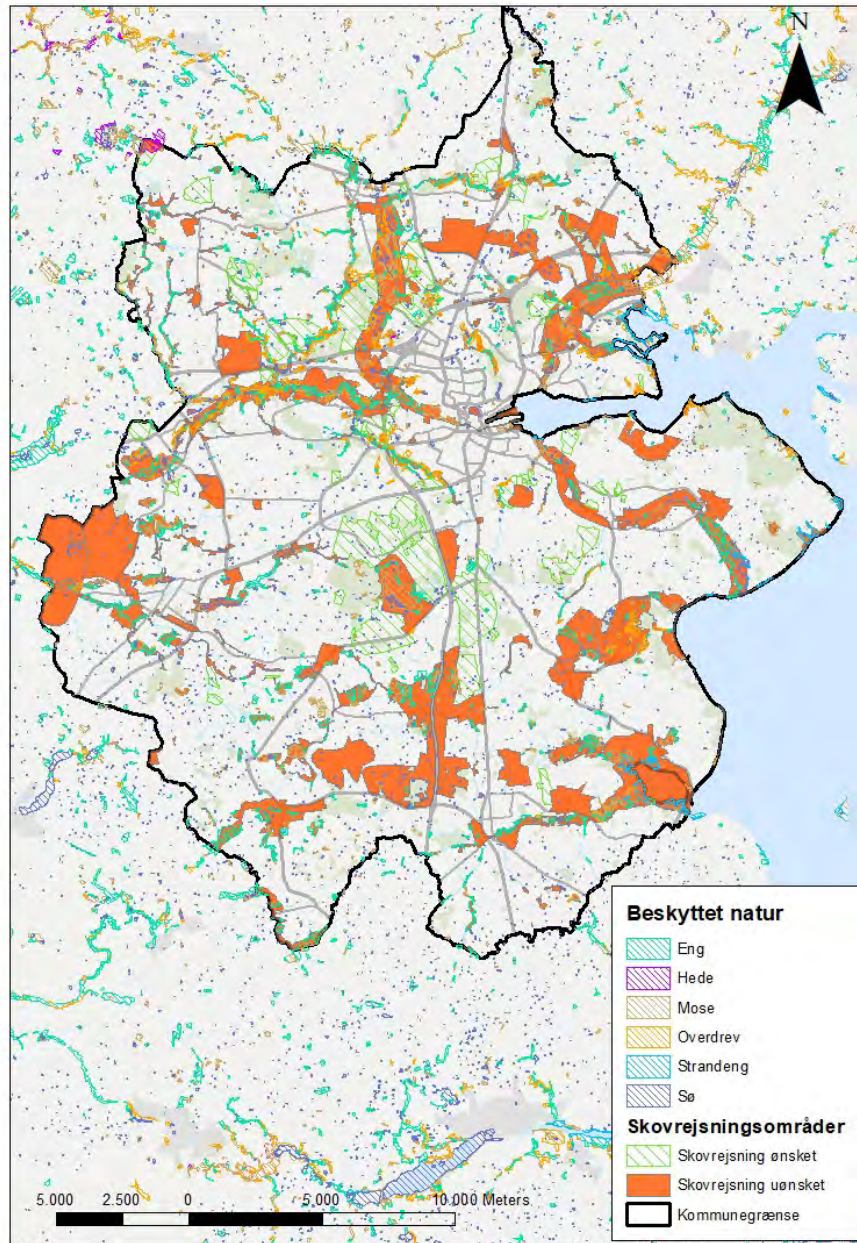 N
Beskyttet natur
Eng
Hede
Mose
Overdrev
Strandeng
Sø
Skovrejsningsområder
Skovrejsning ønsket
Skovrejsning uønsket
Kommunegrænse
5.000 2.500 0 5.000 10.000 Meters